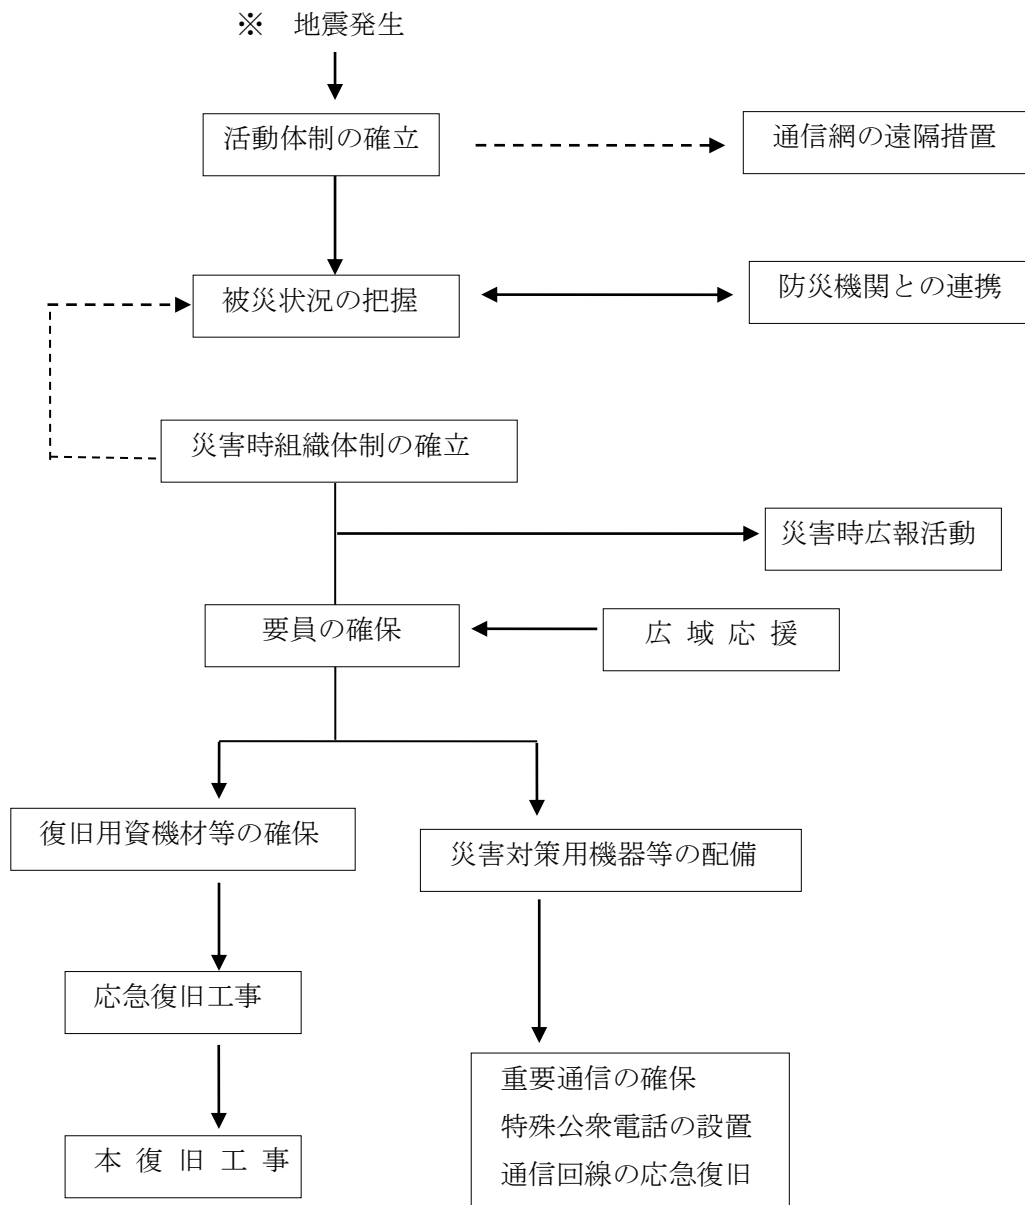 ※　地震発生
活動体制の確立
通信網の遠隔措置
被災状況の把握
防災機関との連携
災害時組織体制の確立
災害時広報活動
要員の確保
広 域 応 援
復旧用資機材等の確保
災害対策用機器等の配備
応急復旧工事
重要通信の確保
特殊公衆電話の設置
通信回線の応急復旧
本 復 旧 工 事